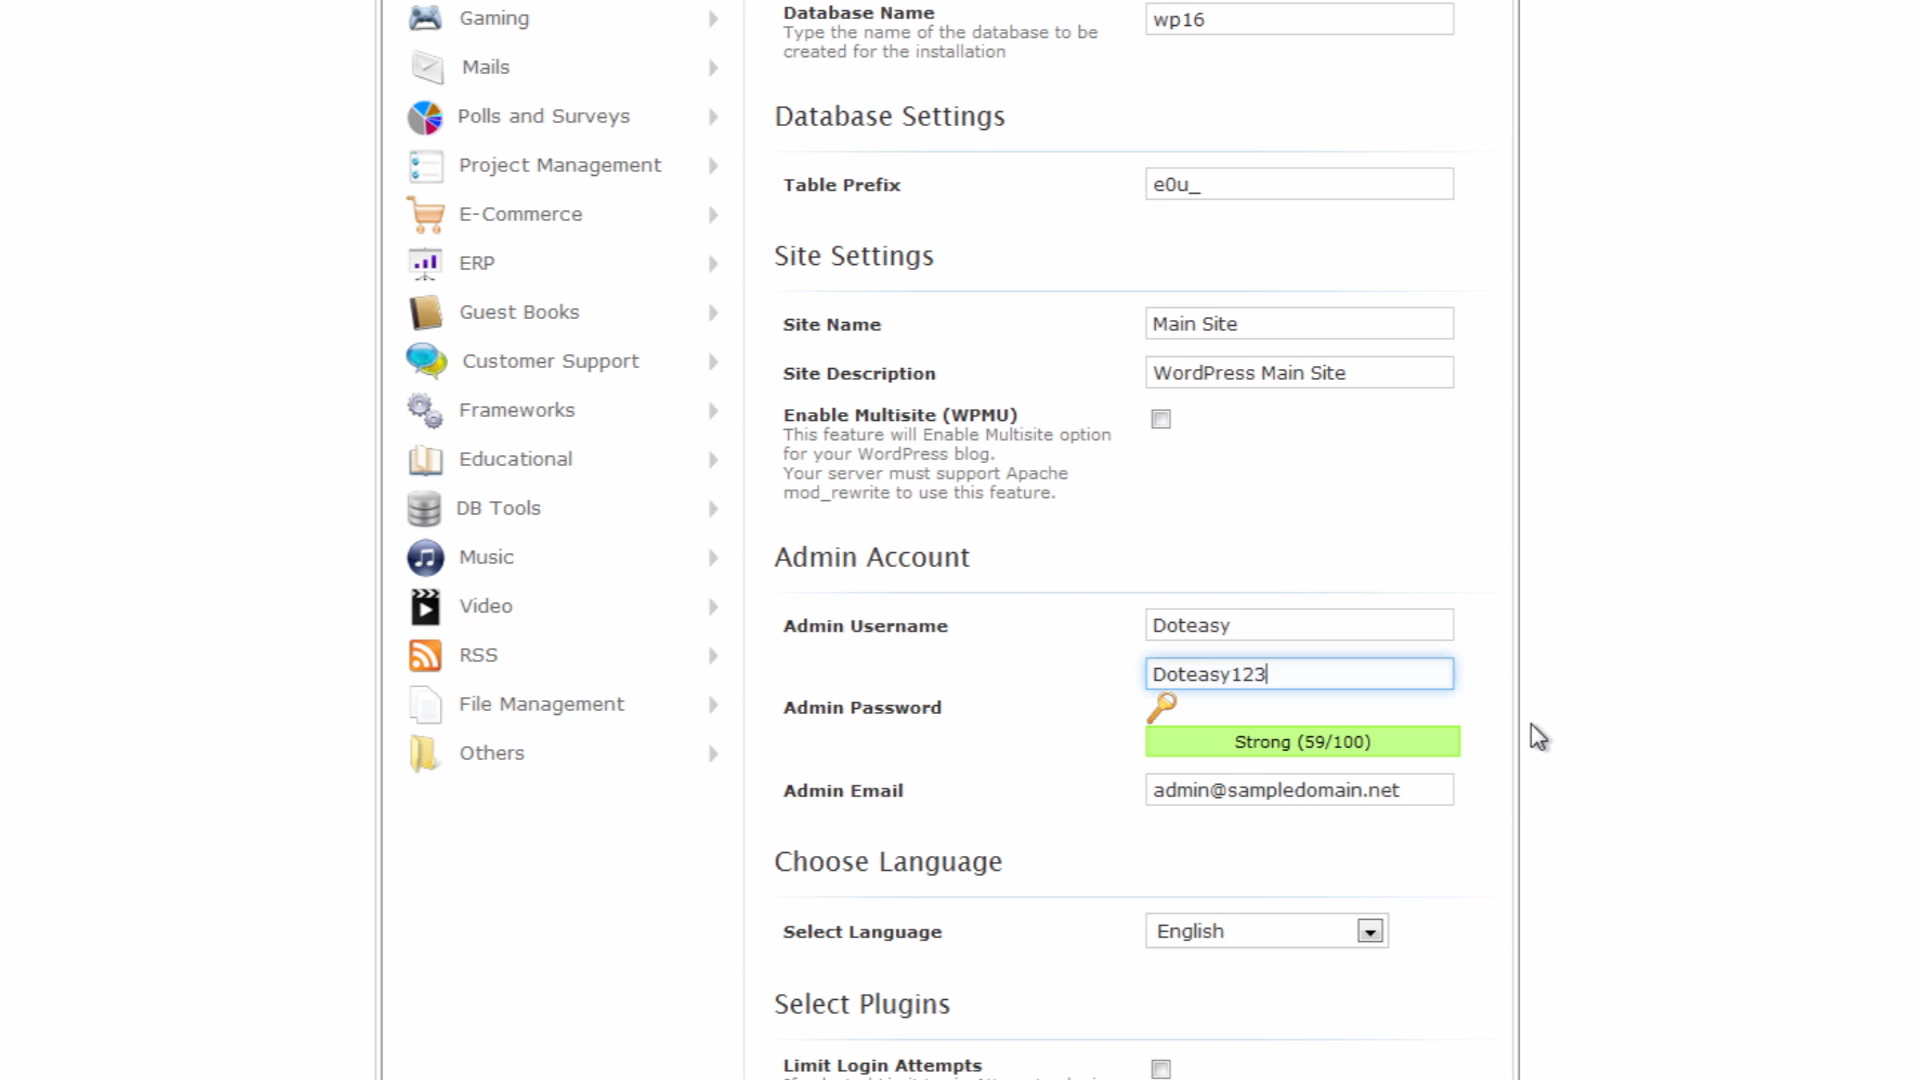 Gaming
Mails
Polls and Surveys
Project Management
E-Commerce
ERP
Guest Books
Customer Support
Frameworks
Educational
DB Tools
Music
Video
RSS
File Management
Others
Database Name
Type the name of the database to be
created for the installation
wp16
Database Settings
Table Prefix
e0u_
Site Settings
Site Name
Main Site
Site Description
WordPress Main Site
Enable Multisite (WPMU)
This feature will Enable Multisite option
for your WordPress blog.
Your server must support Apache
mod_rewrite to use this feature.
Admin Account
Admin Username
Doteasy
Admin Password
Doteasy123
Strong (59/100)
Admin Email
admin@sampledomain.net
Choose Language
Select Language
English
Select Plugins
Limit Login Attempts